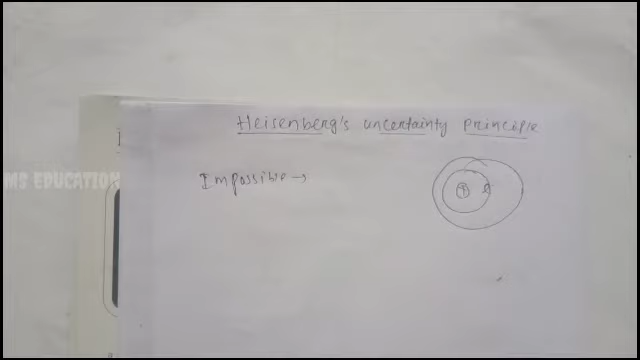 Heisenberg's uncertainty principle
MS EDUCATION
Impossible →